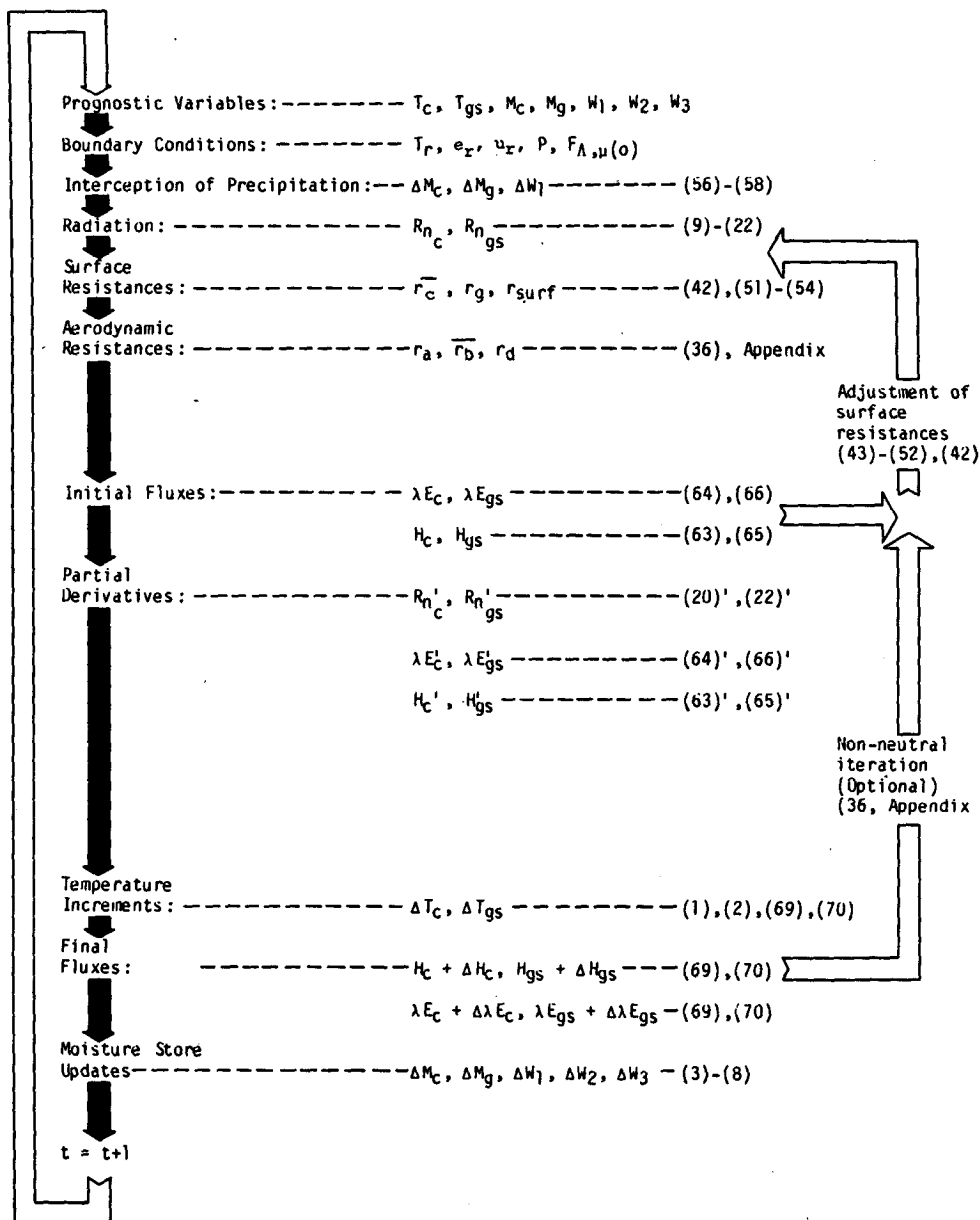 Prognostic Variables:------- Tc, Tgs, Mc, Mg, W1, W2, W3
Boundary Conditions: ------- Tr, er, ur, P, FΛ,μ(o)
Interception of Precipitation:-- ΔMc, ΔMg, ΔW1 ------- (56)-(58)
Radiation: ------- Rnc, Rngs ------- (9)-(22)
Surface
Resistances: ------- r̄c, rg, rsurf ------- (42),(51)-(54)
Aerodynamic
Resistances: ------- ra, r̄b, rd ------- (36), Appendix
Adjustment of
surface
resistances
(43)-(52),(42)
Initial Fluxes: ------- λEc, λEgs ------- (64),(66)
Hc, Hgs ------- (63),(65)
Partial
Derivatives: ------- Rn'c, Rn'gs ------- (20)',(22)'
λE'c, λE'gs ------- (64)',(66)'
Hc', H'gs ------- (63)',(65)'
Non-neutral
iteration
(Optional)
(36, Appendix
Temperature
Increments: ------- ΔTc, ΔTgs ------- (1),(2),(69),(70)
Final
Fluxes: ------- Hc + ΔHc, Hgs + ΔHgs --- (69),(70)
λEc + ΔλEc, λEgs + ΔλEgs — (69),(70)
Moisture Store
Updates ------- ΔMc, ΔMg, ΔW1, ΔW2, ΔW3 — (3)-(8)
t = t+1